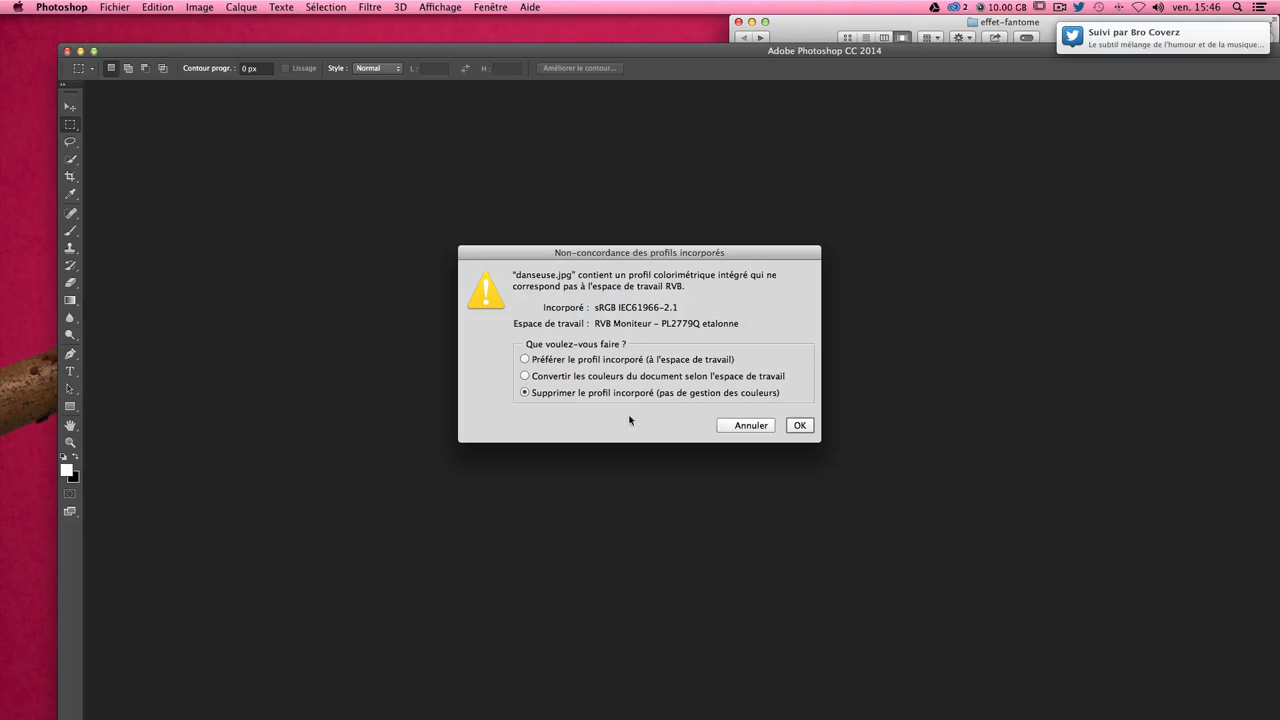 Photoshop Fichier Edition Image Calque Texte Sélection Filtre 3D Affichage Fenêtre Aide 2 10.00 GB ven. 15:46
effet-fantome
Suivi par Bro Coverz
Le subtil mélange de l'humour et de la musique...
Adobe Photoshop CC 2014
Contour progr. : 0 px Lissage Style : Normal L : H : Améliorer le contour...
Non-concordance des profils incorporés
"danseuse.jpg" contient un profil colorimétrique intégré qui ne
correspond pas à l'espace de travail RVB.
Incorporé : sRGB IEC61966-2.1
Espace de travail : RVB Moniteur - PL2779Q etalonne
Que voulez-vous faire ?
Préférer le profil incorporé (à l'espace de travail)
Convertir les couleurs du document selon l'espace de travail
Supprimer le profil incorporé (pas de gestion des couleurs)
Annuler OK